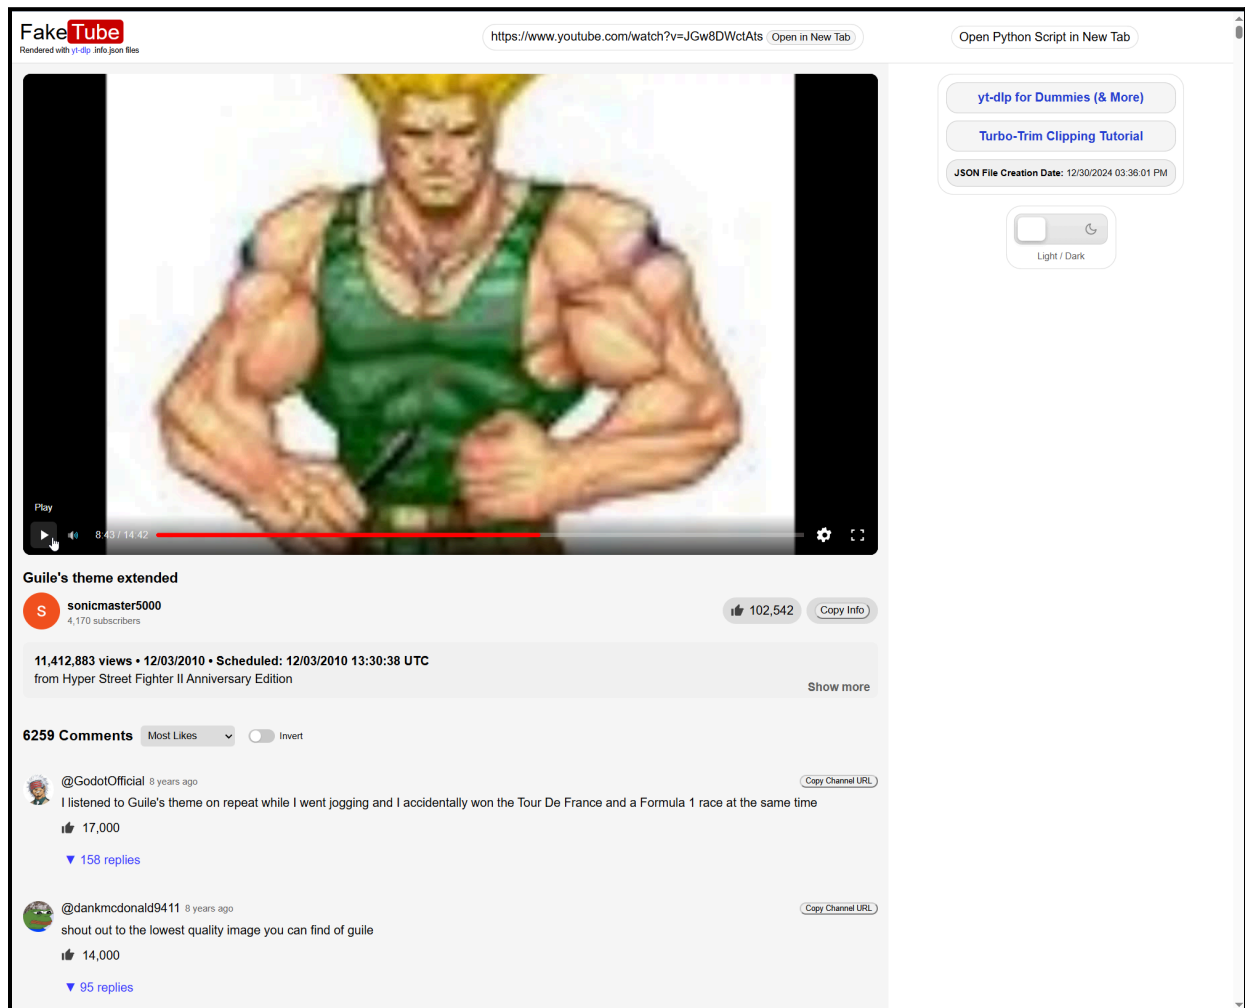 FakeTube
Rendered with yt-dlp .info.json files
https://www.youtube.com/watch?v=JGw8DWctAts Open in New Tab
Open Python Script in New Tab
yt-dlp for Dummies (& More)
Turbo-Trim Clipping Tutorial
JSON File Creation Date: 12/30/2024 03:36:01 PM
Light / Dark
Play
8:43 / 14:42
Guile's theme extended
S
sonicmaster5000
4,170 subscribers
102,542
Copy Info
11,412,883 views • 12/03/2010 • Scheduled: 12/03/2010 13:30:38 UTC
from Hyper Street Fighter II Anniversary Edition
Show more
6259 Comments Most Likes Invert
@GodotOfficial 8 years ago Copy Channel URL
I listened to Guile's theme on repeat while I went jogging and I accidentally won the Tour De France and a Formula 1 race at the same time
17,000
▼ 158 replies
@dankmcdonald9411 8 years ago Copy Channel URL
shout out to the lowest quality image you can find of guile
14,000
▼ 95 replies